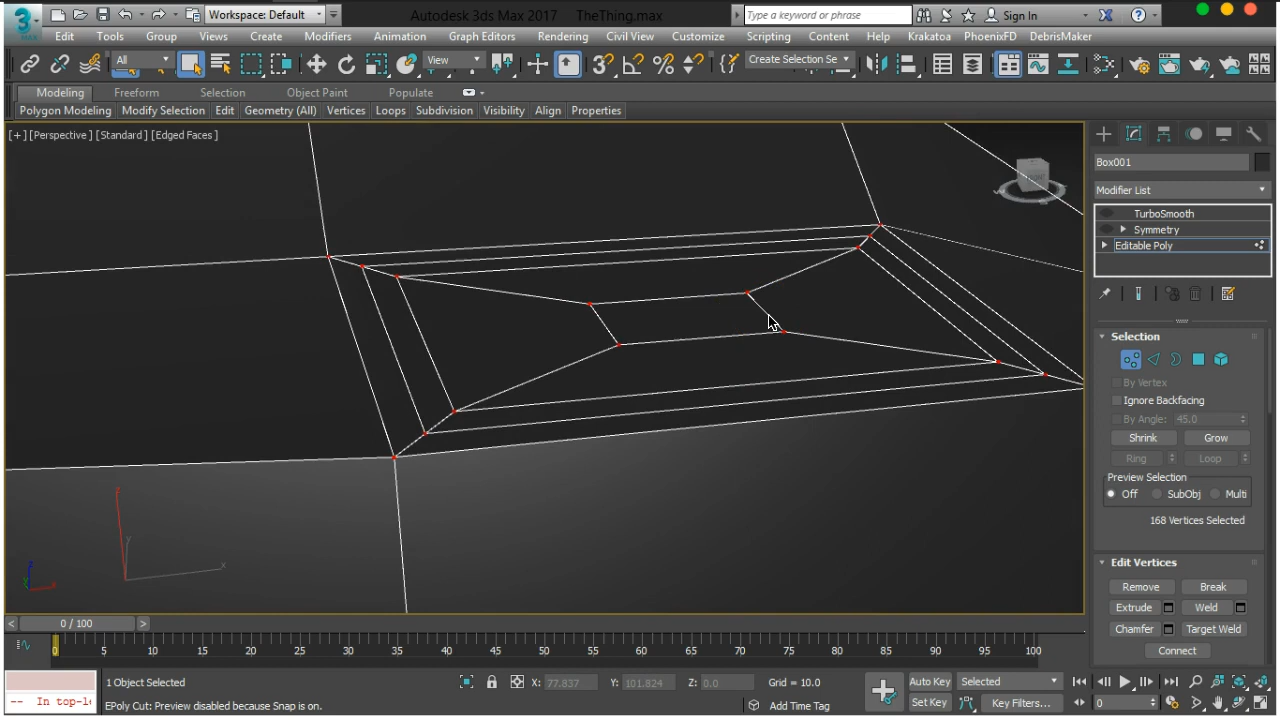 3
MAX
Workspace: Default
Autodesk 3ds Max 2017 TheThing.max
Type a keyword or phrase
Sign In
Edit Tools Group Views Create Modifiers Animation Graph Editors Rendering Civil View Customize Scripting Content Help Krakatoa PhoenixFD DebrisMaker
All
View
3
Create Selection Se
Modeling Freeform Selection Object Paint Populate
Polygon Modeling Modify Selection Edit Geometry (All) Vertices Loops Subdivision Visibility Align Properties
[+] [Perspective] [Standard] [Edged Faces]
Box001
Modifier List
TurboSmooth
Symmetry
Editable Poly
Selection
By Vertex
Ignore Backfacing
By Angle: 45.0
Shrink Grow
Ring Loop
Preview Selection
Off SubObj Multi
168 Vertices Selected
Edit Vertices
Remove Break
Extrude Weld
Chamfer Target Weld
Connect
z
y
x
z
y
x
< 0 / 100 >
0 5 10 15 20 25 30 35 40 45 50 55 60 65 70 75 80 85 90 95 100
1 Object Selected
X: 77.837 Y: 101.824 Z: 0.0 Grid = 10.0
Auto Key Selected
-- In top-le
EPoly Cut: Preview disabled because Snap is on.
Add Time Tag
Set Key Key Filters...
0